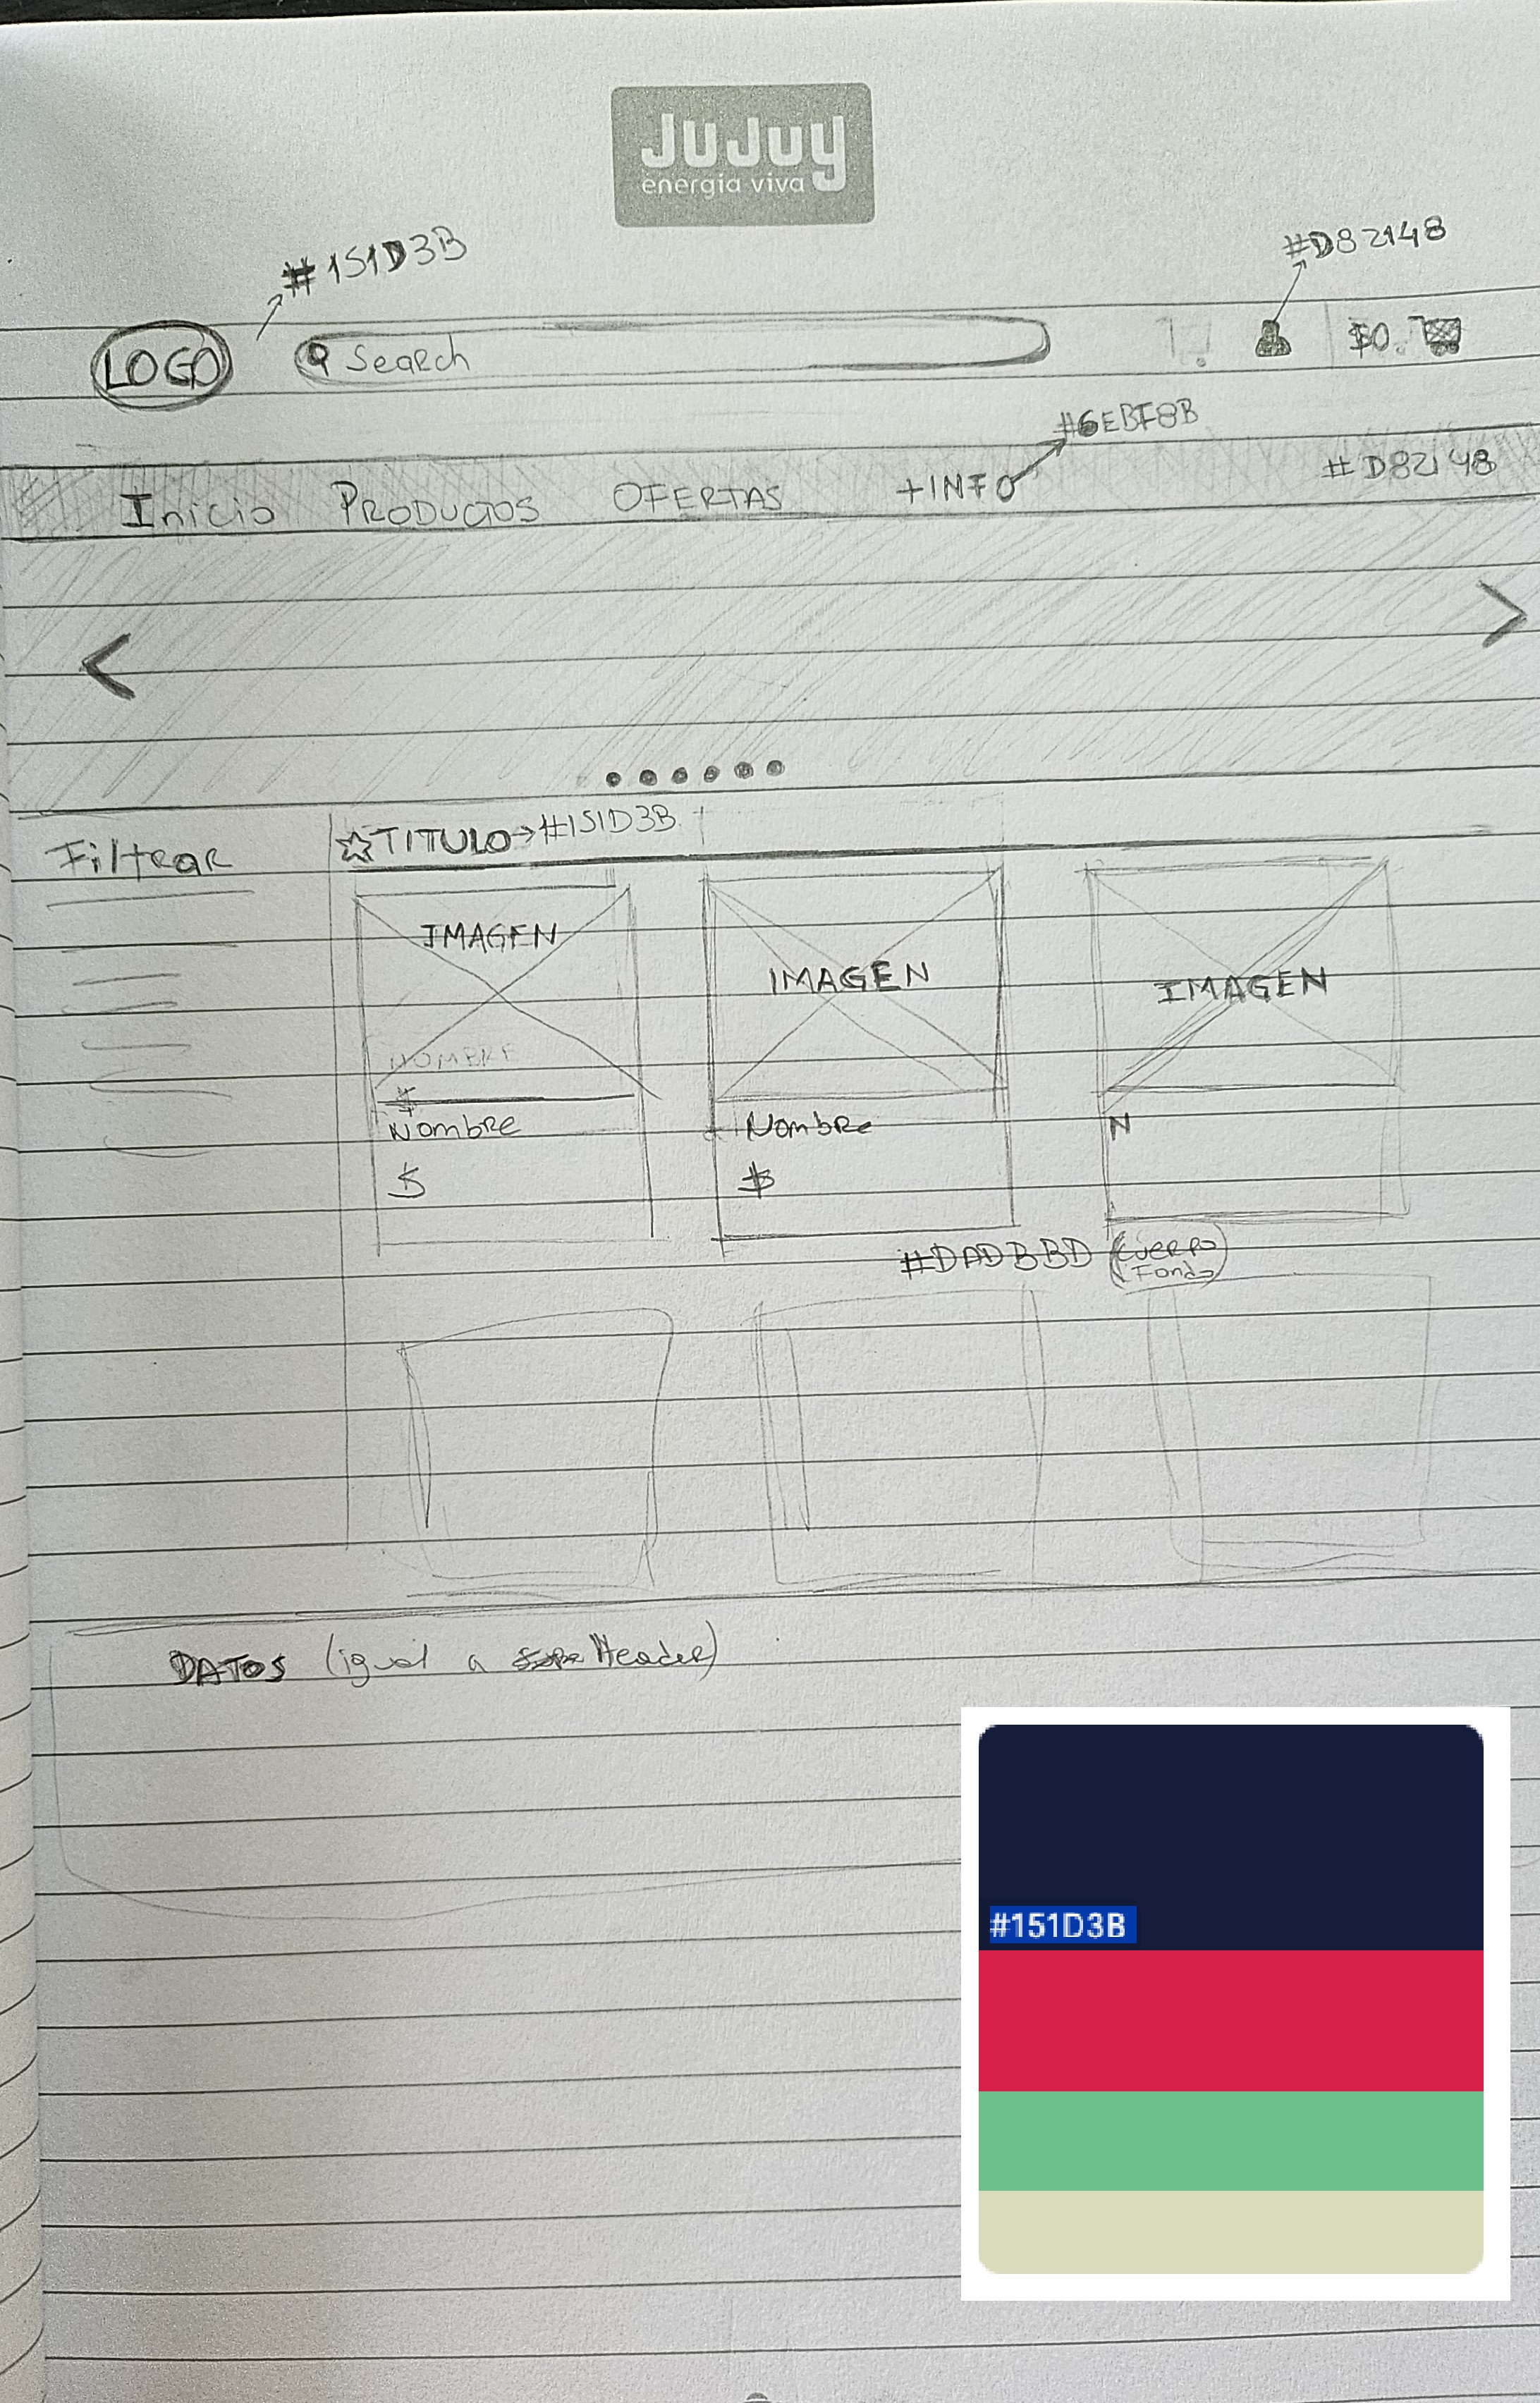 JUJUY
energía viva
#151D3B
#D82148
LOGO
Search
$0.
#6EBF8B
Inicio PRODUCTOS OFERTAS +INFO #D82148
Filtrar
TITULO→#151D3B
IMAGEN IMAGEN IMAGEN
NOMBRE
$
Nombre Nombre N
$ $
#DADBBD (cuerpo
Fondo)
DATOS (igual a Header)
#151D3B